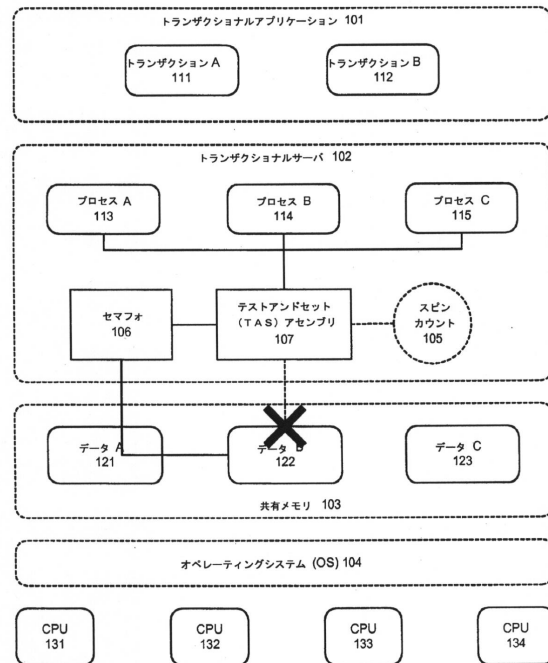 トランザクショナルアプリケーション 101
トランザクション A
111
トランザクション B
112
トランザクショナルサーバ 102
プロセス A
113
プロセス B
114
プロセス C
115
セマフォ
106
テストアンドセット
(TAS)アセンブリ
107
スピン
カウント
105
データ A
121
データ B
122
データ C
123
共有メモリ 103
オペレーティングシステム (OS) 104
CPU
131
CPU
132
CPU
133
CPU
134